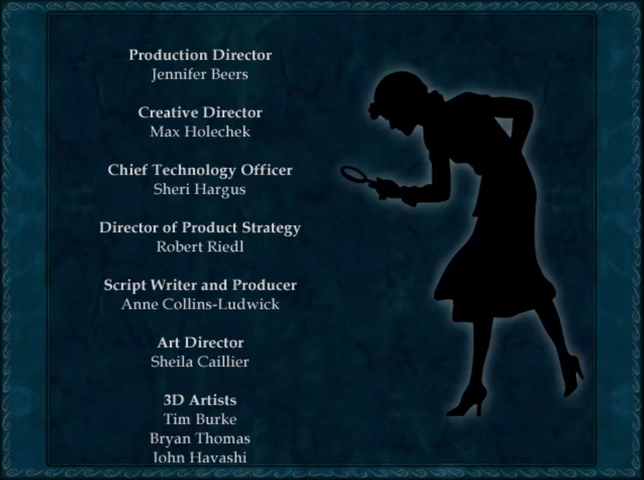 Production Director
Jennifer Beers
Creative Director
Max Holechek
Chief Technology Officer
Sheri Hargus
Director of Product Strategy
Robert Riedl
Script Writer and Producer
Anne Collins-Ludwick
Art Director
Sheila Caillier
3D Artists
Tim Burke
Bryan Thomas
John Havashi